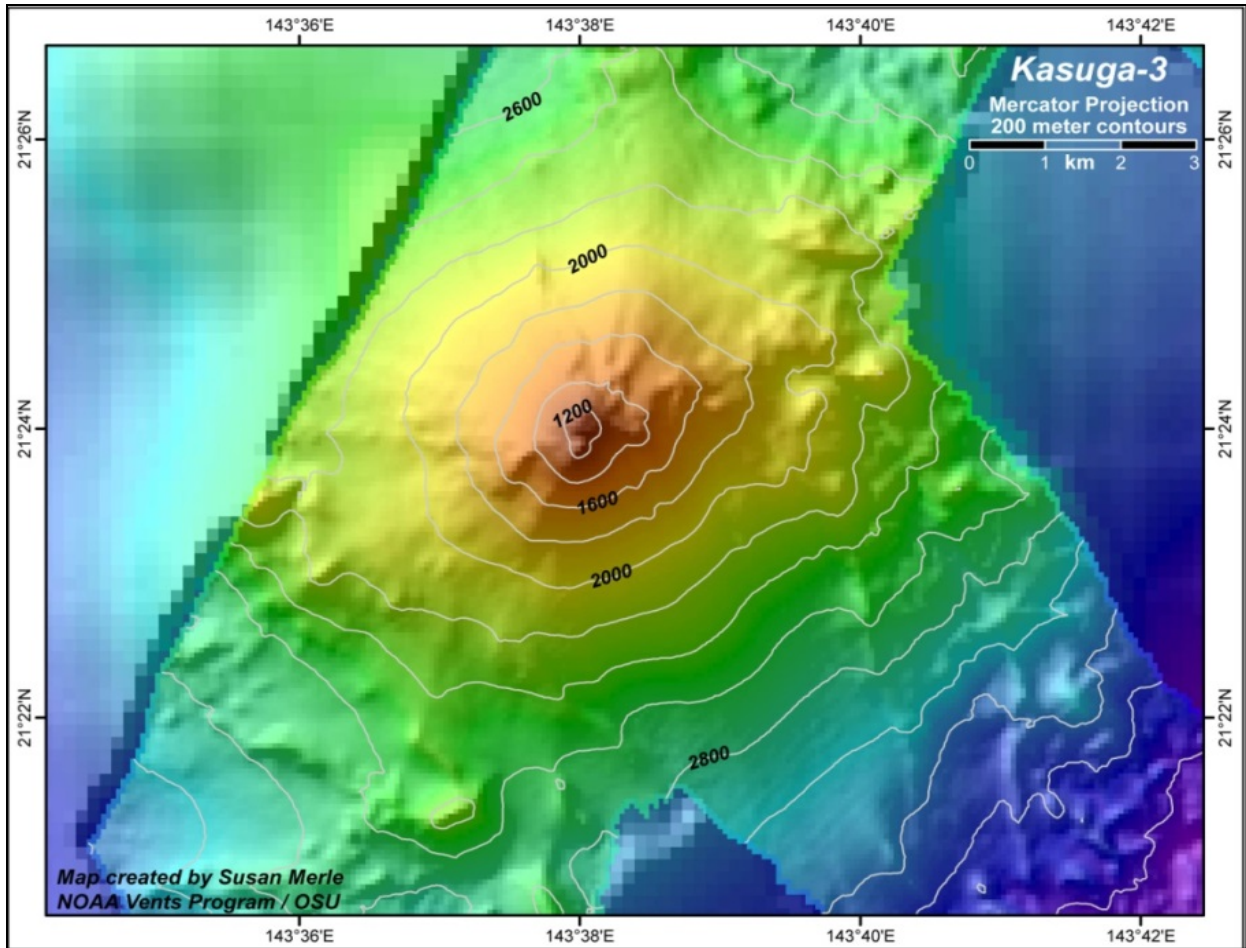 143°36'E
143°38'E
143°40'E
143°42'E
Kasuga-3
Mercator Projection
200 meter contours
0 1 km 2 3
21°26'N
21°26'N
2600
2000
1200
21°24'N
21°24'N
1600
2000
21°22'N
21°22'N
2800
Map created by Susan Merle
NOAA Vents Program / OSU
143°36'E
143°38'E
143°40'E
143°42'E